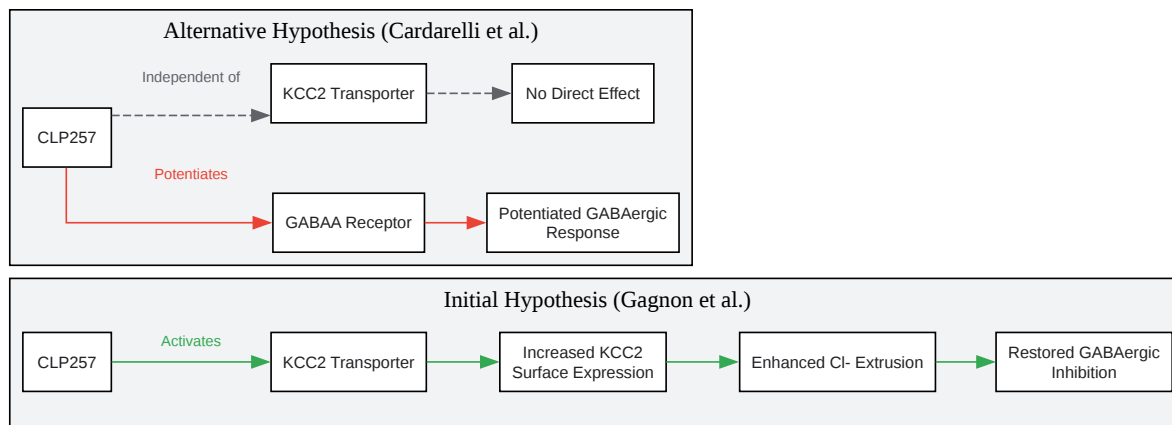 Alternative Hypothesis (Cardarelli et al.)
Independent of
KCC2 Transporter
No Direct Effect
CLP257
Potentiates
GABAA Receptor
Potentiated GABAergic
Response
Initial Hypothesis (Gagnon et al.)
CLP257
Activates
KCC2 Transporter
Increased KCC2
Surface Expression
Enhanced Cl- Extrusion
Restored GABAergic
Inhibition